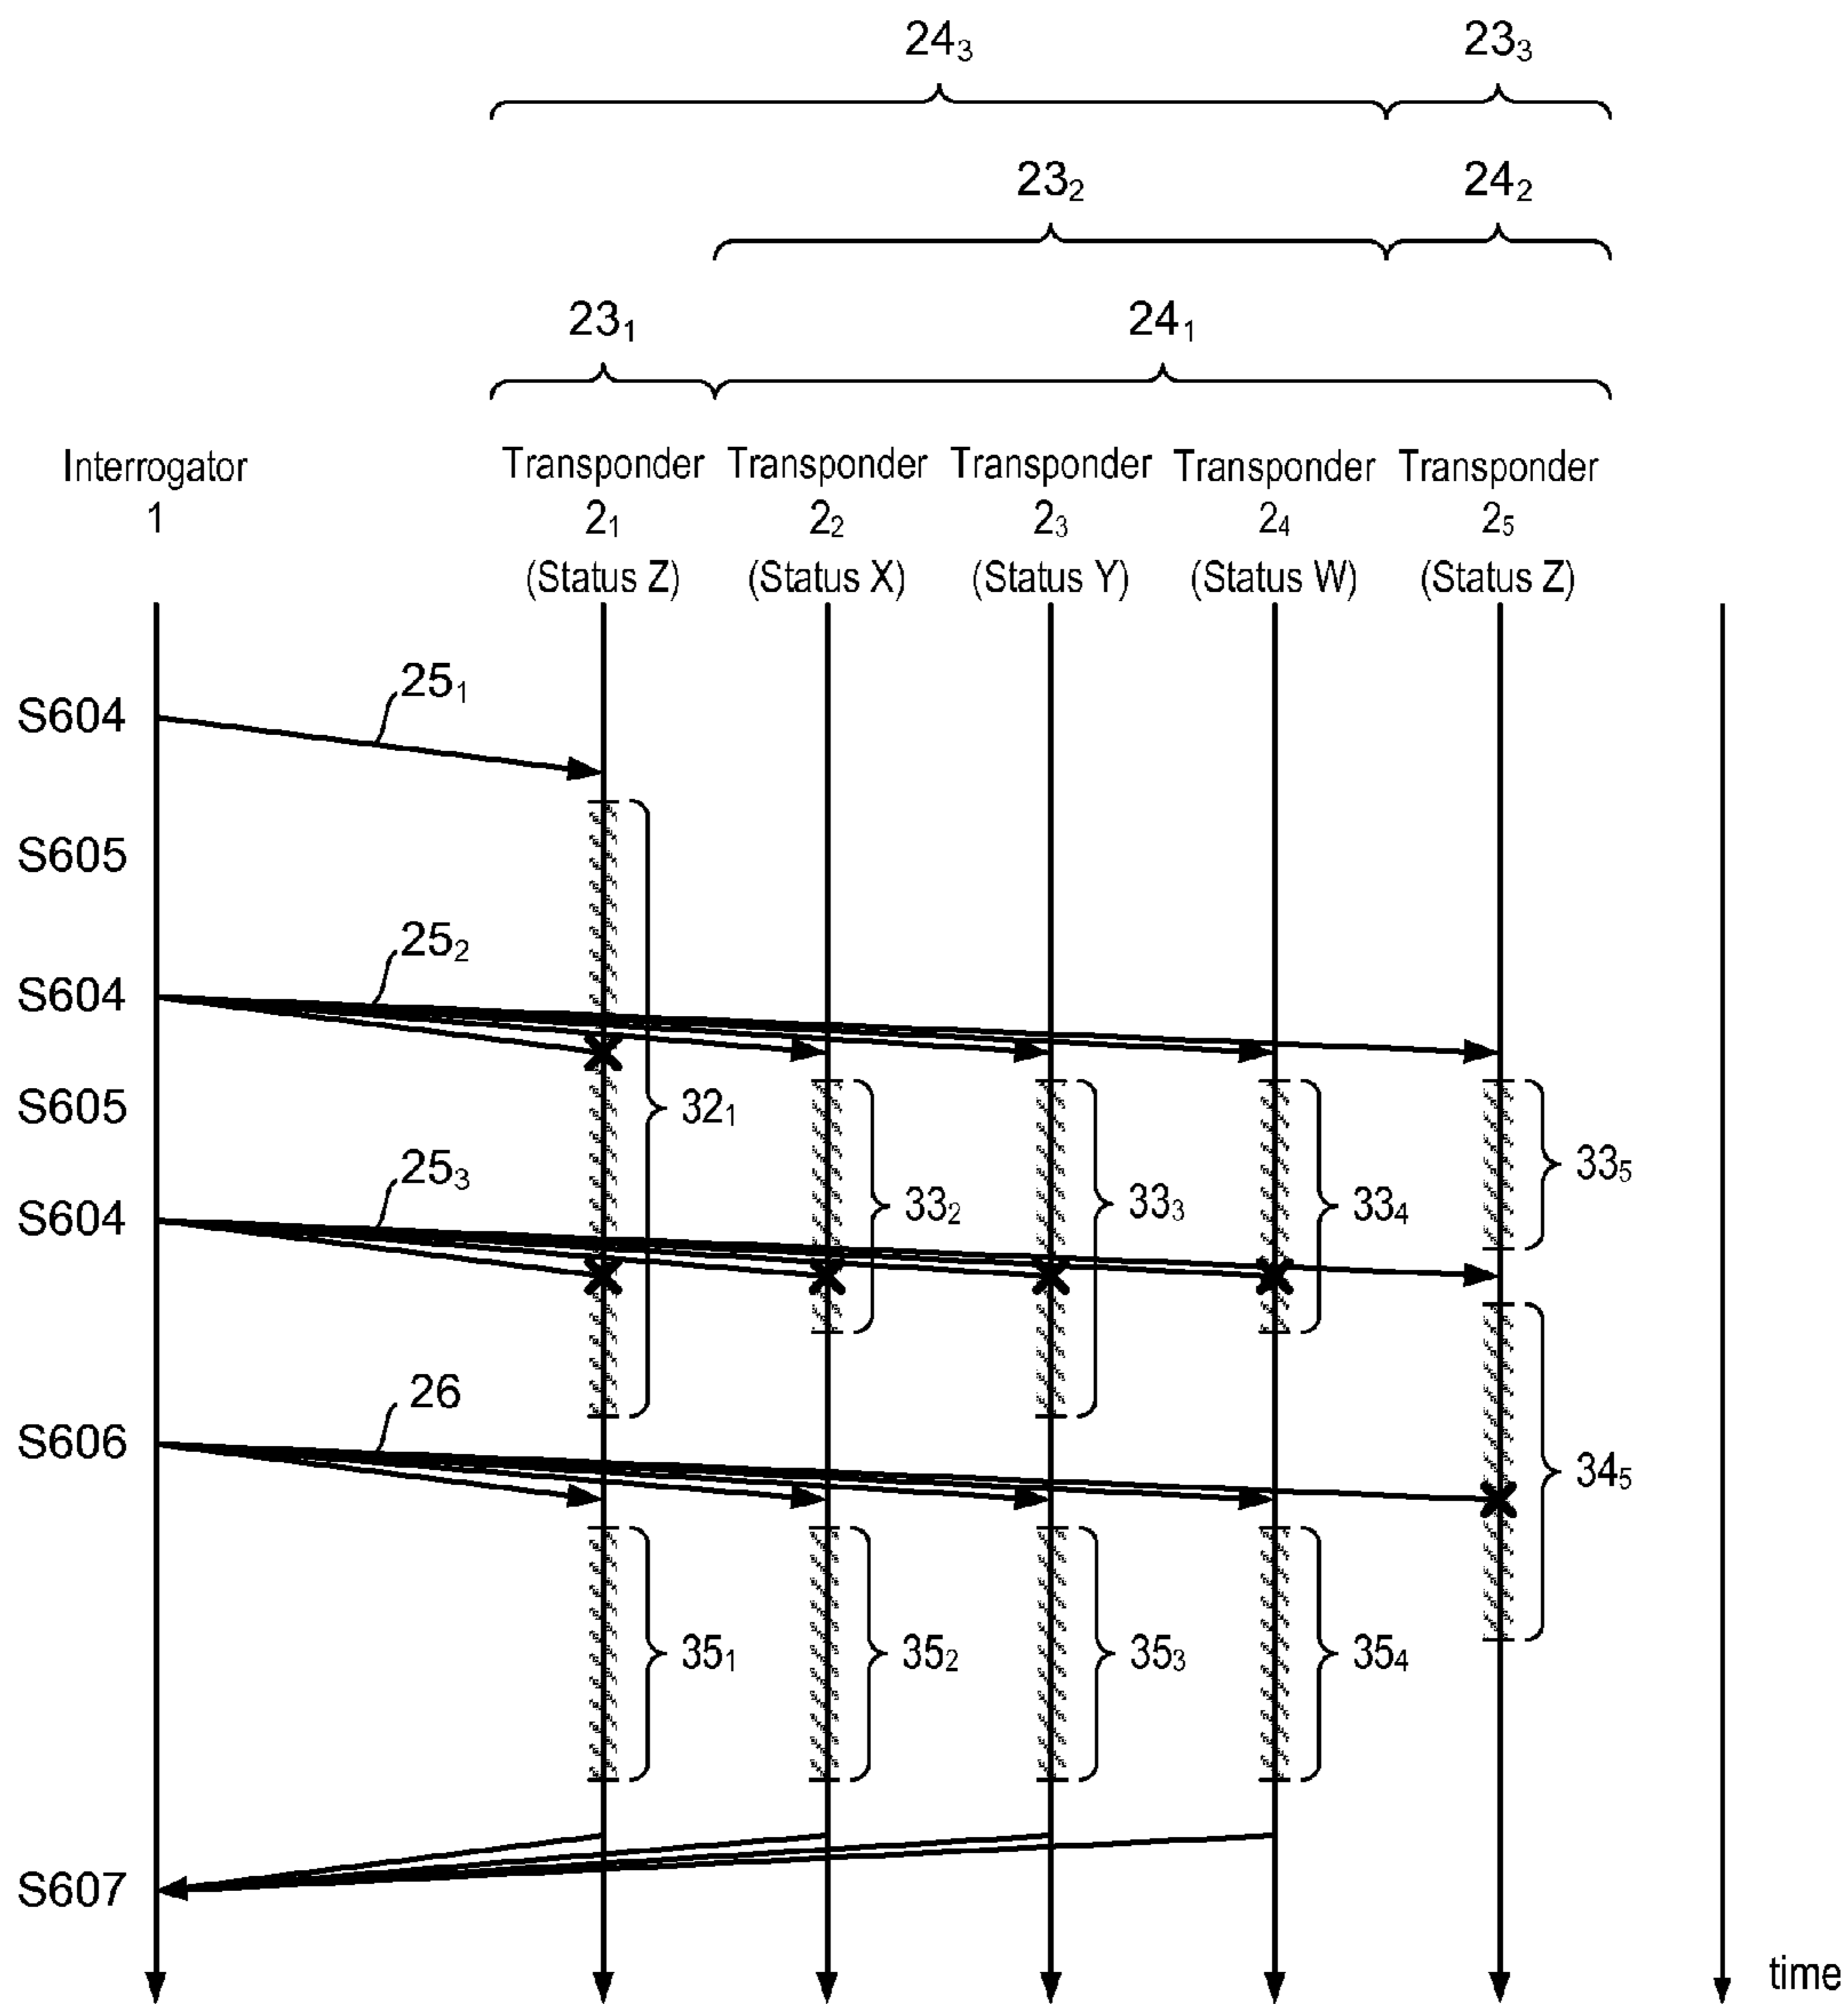 24₃ 23₃
23₂ 24₂
23₁ 24₁
Interrogator Transponder Transponder Transponder Transponder Transponder
1 2₁ 2₂ 2₃ 2₄ 2₅
(Status Z) (Status X) (Status Y) (Status W) (Status Z)
25₁
S604
S605
25₂
S604
S605 32₁
33₅
25₃
33₂ 33₃ 33₄
S604
26
S606
34₅
35₁ 35₂ 35₃ 35₄
S607
time